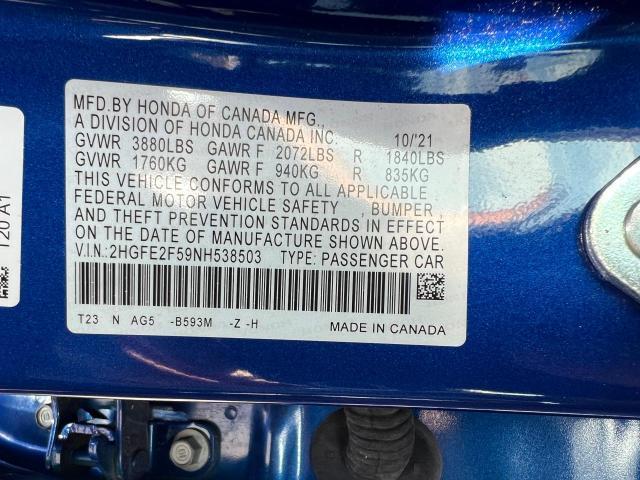 MFD.BY HONDA OF CANADA MFG.,
A DIVISION OF HONDA CANADA INC. 10/'21
GVWR 3880LBS GAWR F 2072LBS R 1840LBS
GVWR 1760KG GAWR F 940KG R 835KG
THIS VEHICLE CONFORMS TO ALL APPLICABLE
FEDERAL MOTOR VEHICLE SAFETY , BUMPER ,
AND THEFT PREVENTION STANDARDS IN EFFECT
ON THE DATE OF MANUFACTURE SHOWN ABOVE.
V.I.N.:2HGFE2F59NH538503 TYPE: PASSENGER CAR
T23 N AG5 -B593M -Z -H MADE IN CANADA
T20 A1